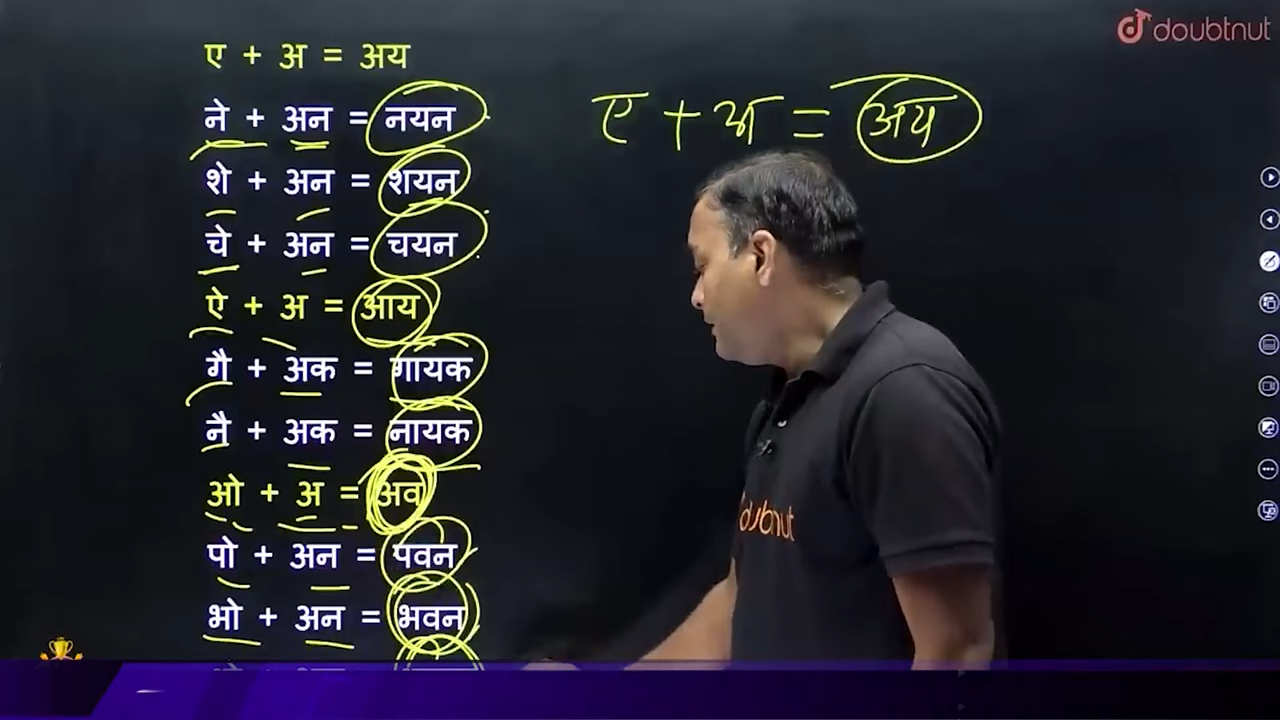 doubtnut
ए + अ = अय
ने + अन = नयन
ए + अ = अय
शे + अन = शयन
चे + अन = चयन
ऐ + अ = आय
गै + अक = गायक
नै + अक = नायक
ओ + अ = अव
dubnut
पो + अन = पवन
भो + अन = भवन